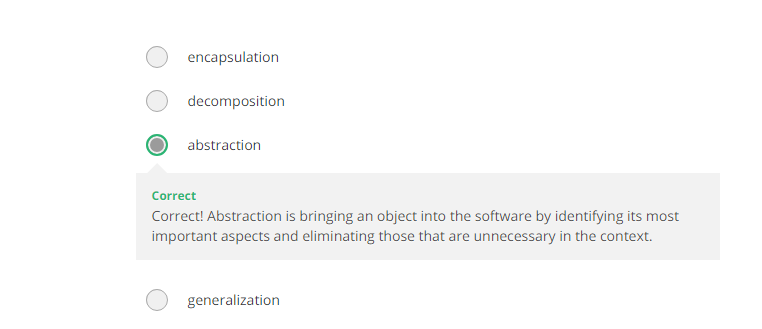 encapsulation
decomposition
abstraction
Correct
Correct! Abstraction is bringing an object into the software by identifying its most
important aspects and eliminating those that are unnecessary in the context.
generalization